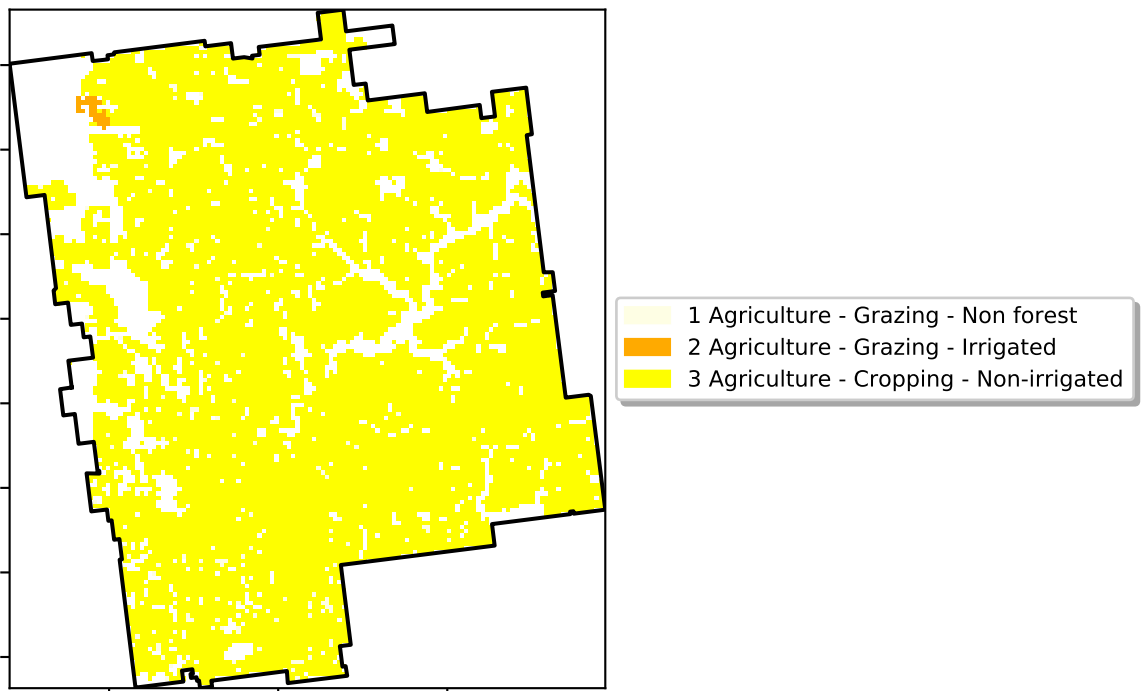 1 Agriculture - Grazing - Non forest
2 Agriculture - Grazing - Irrigated
3 Agriculture - Cropping - Non-irrigated